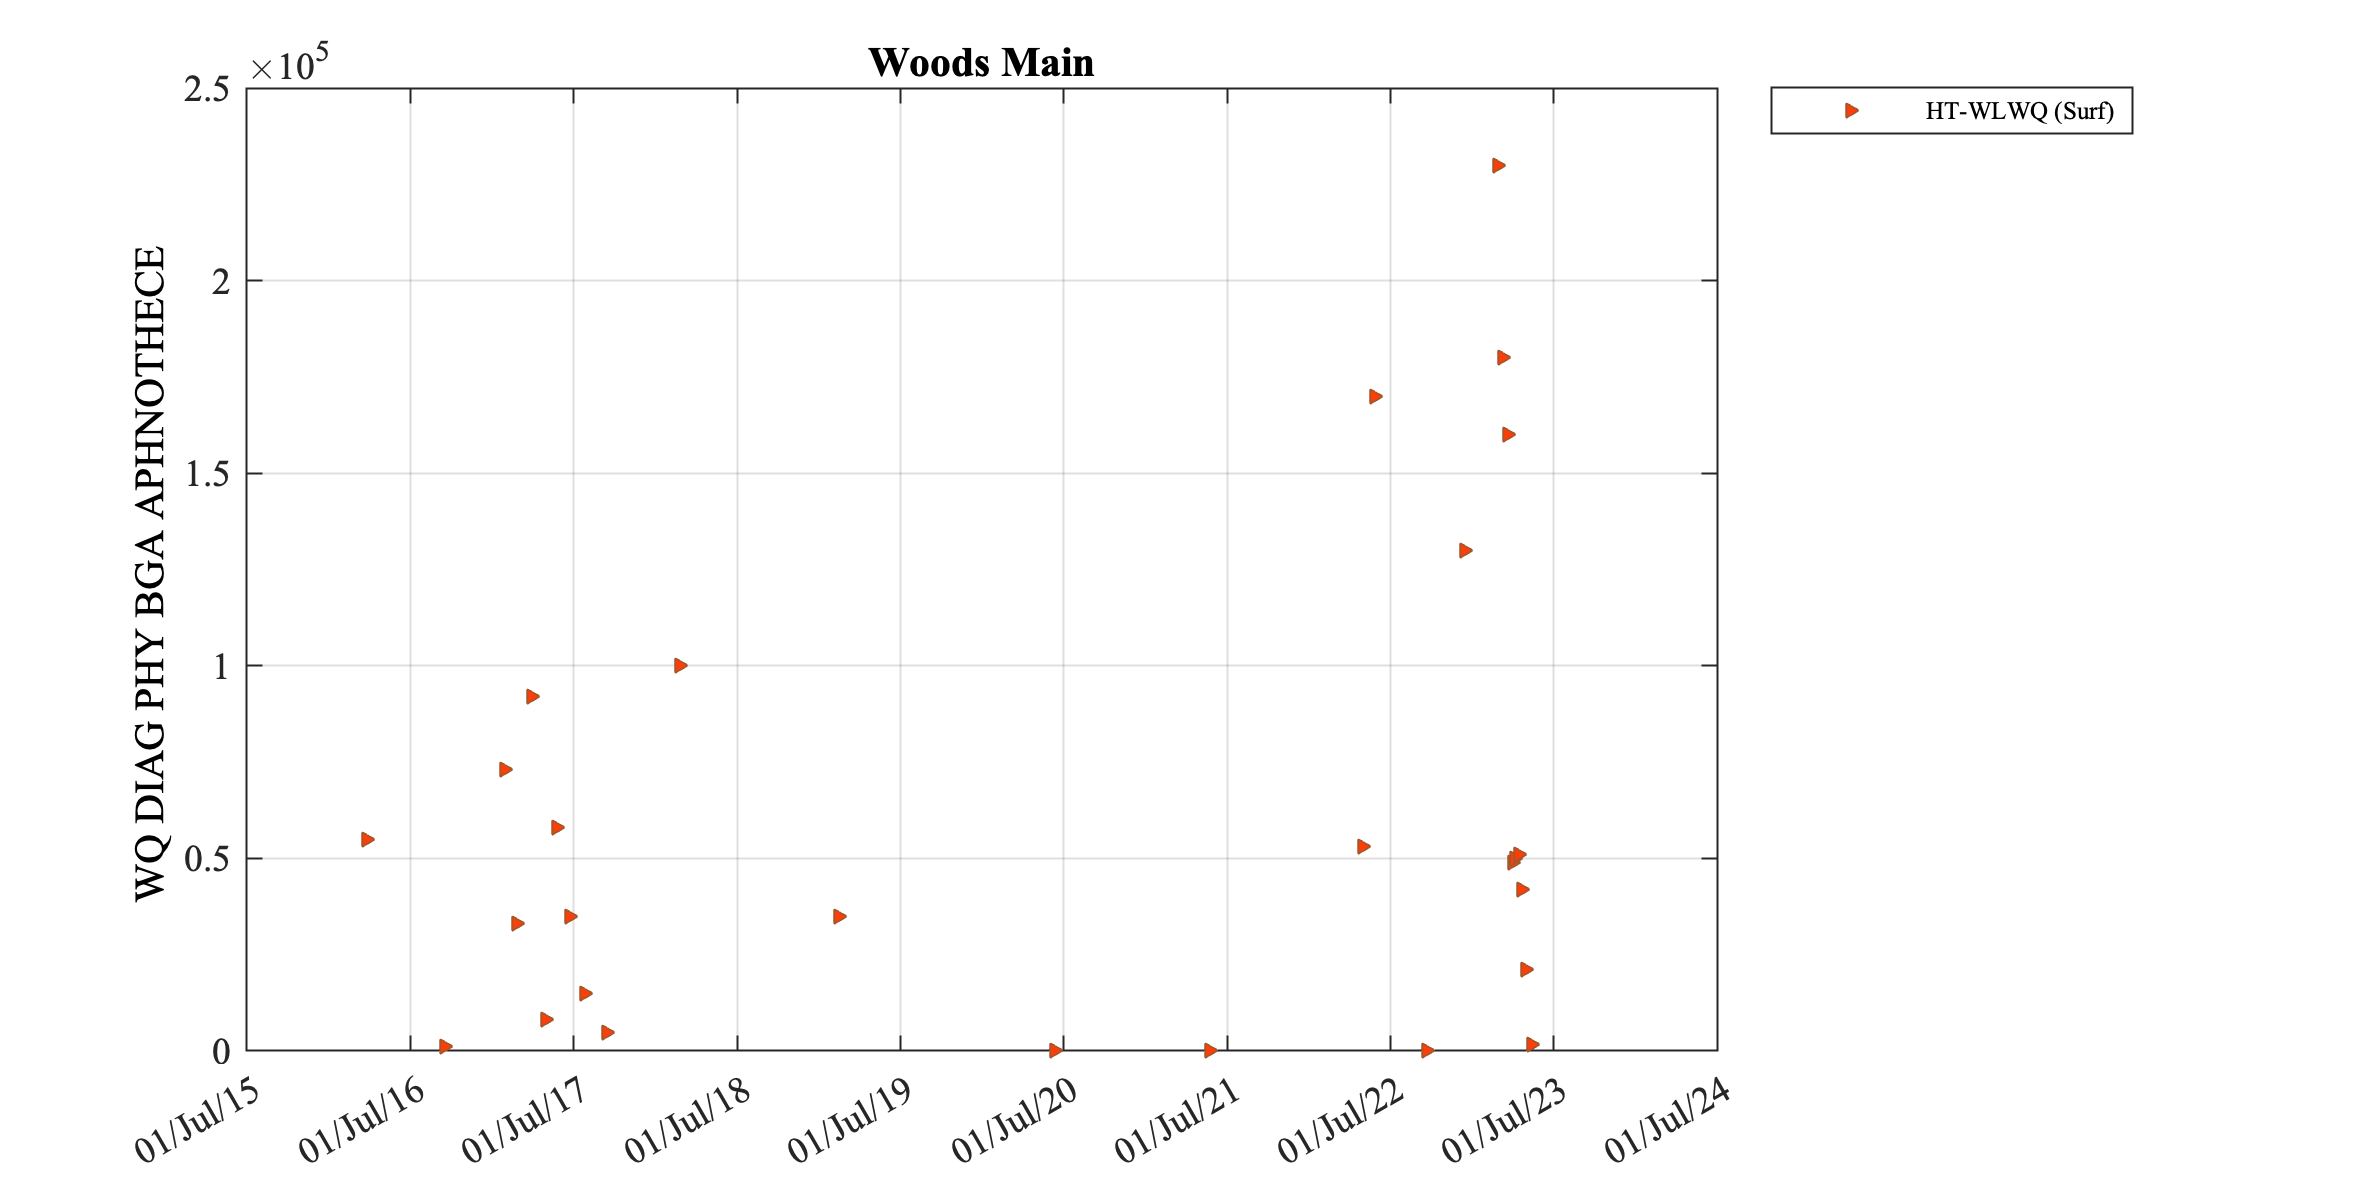 Woods Main
×10⁵
2.5
2
1.5
1
0.5
0
WQ DIAG PHY BGA APHNOTHECE
01/Jul/15
01/Jul/16
01/Jul/17
01/Jul/18
01/Jul/19
01/Jul/20
01/Jul/21
01/Jul/22
01/Jul/23
01/Jul/24
HT-WLWQ (Surf)